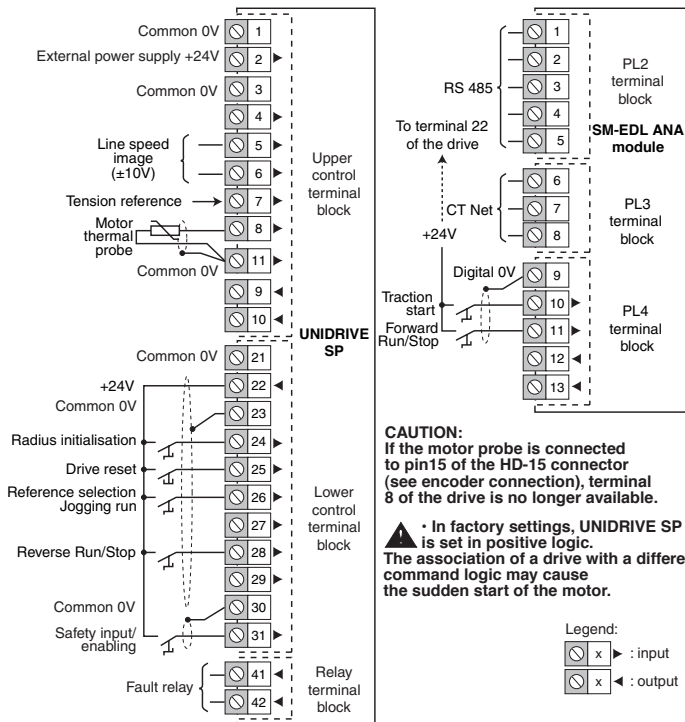 Common 0V 1
External power supply +24V 2
Common 0V 3
4
Line speed
image
(±10V)
5
6
Tension reference 7
Motor
thermal
probe
8
Common 0V 11
9
10
Upper
control
terminal
block
UNIDRIVE
SP
Common 0V 21
+24V 22
Common 0V 23
Radius initialisation 24
Drive reset 25
Reference selection
Jogging run
26
27
Reverse Run/Stop 28
29
Common 0V 30
Safety input/
enabling
31
Lower
control
terminal
block
Fault relay
41
42
Relay
terminal
block
1
2
RS 485 3
4
5
PL2
terminal
block
SM-EDL ANA
module
To terminal 22
of the drive
6
CT Net 7
8
PL3
terminal
block
+24V
Digital 0V 9
Traction
start
10
Forward
Run/Stop
11
12
13
PL4
terminal
block
CAUTION:
If the motor probe is connected
to pin15 of the HD-15 connector
(see encoder connection), terminal
8 of the drive is no longer available.
• In factory settings, UNIDRIVE SP
is set in positive logic.
The association of a drive with a differe
command logic may cause
the sudden start of the motor.
Legend:
x : input
x : output